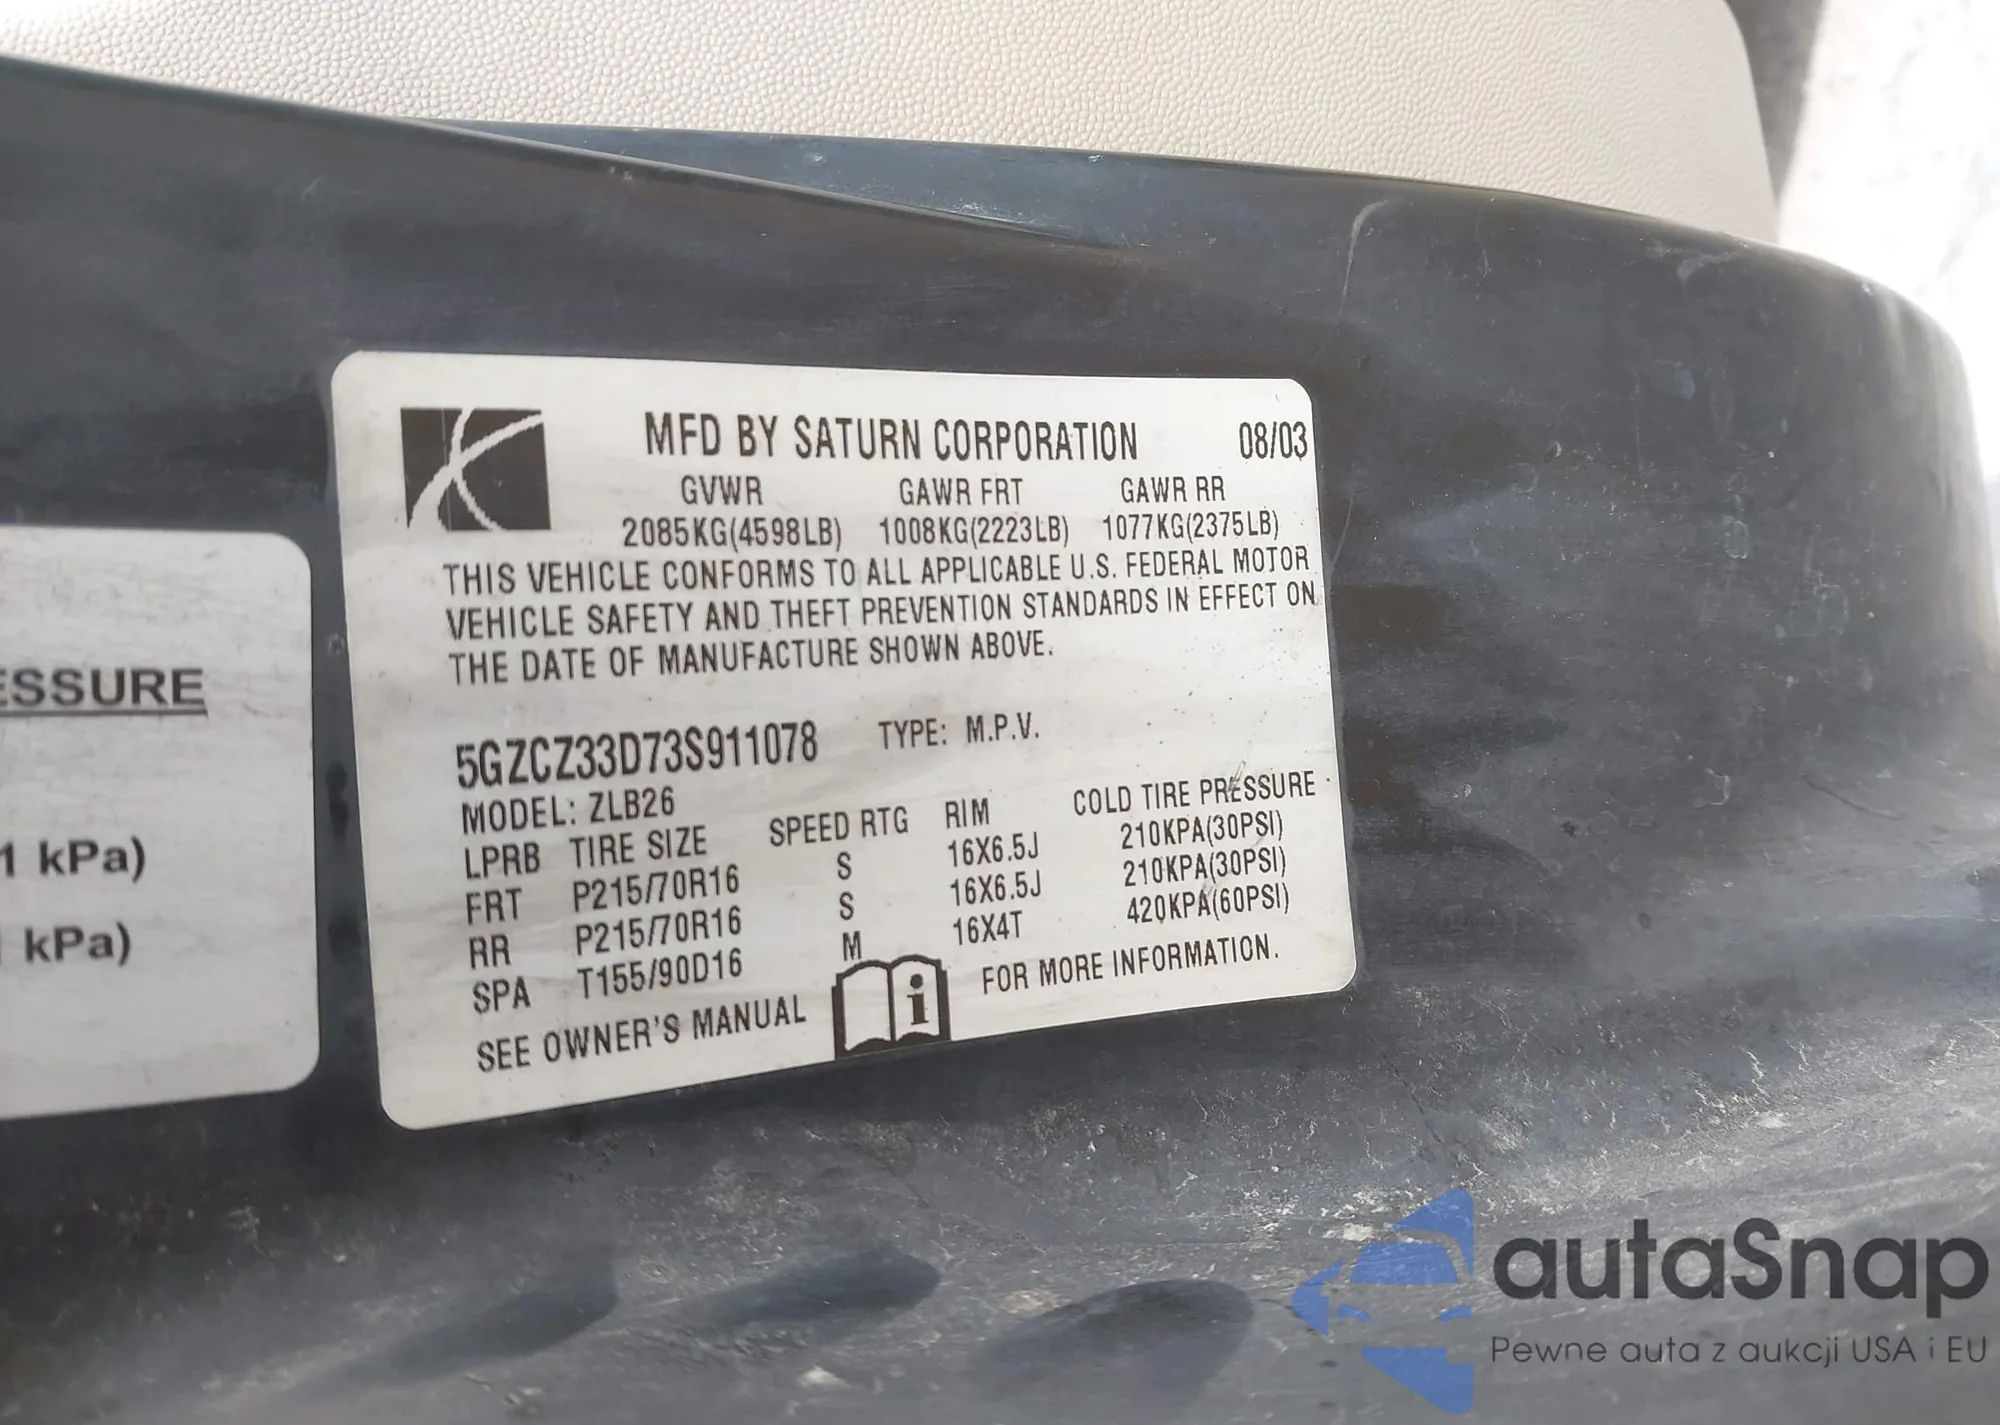 MFD BY SATURN CORPORATION 08/03
GVWR GAWR FRT GAWR RR
2085KG(4598LB) 1008KG(2223LB) 1077KG(2375LB)
THIS VEHICLE CONFORMS TO ALL APPLICABLE U.S. FEDERAL MOTOR
VEHICLE SAFETY AND THEFT PREVENTION STANDARDS IN EFFECT ON
THE DATE OF MANUFACTURE SHOWN ABOVE.
5GZCZ33D73S911078 TYPE: M.P.V.
MODEL: ZLB26
LPRB TIRE SIZE SPEED RTG RIM COLD TIRE PRESSURE
FRT P215/70R16 S 16X6.5J 210KPA(30PSI)
RR P215/70R16 S 16X6.5J 210KPA(30PSI)
SPA T155/90D16 M 16X4T 420KPA(60PSI)
SEE OWNER'S MANUAL i FOR MORE INFORMATION.
ESSURE
1 kPa)
kPa)
autaSnap
Pewne auta z aukcji USA i EU